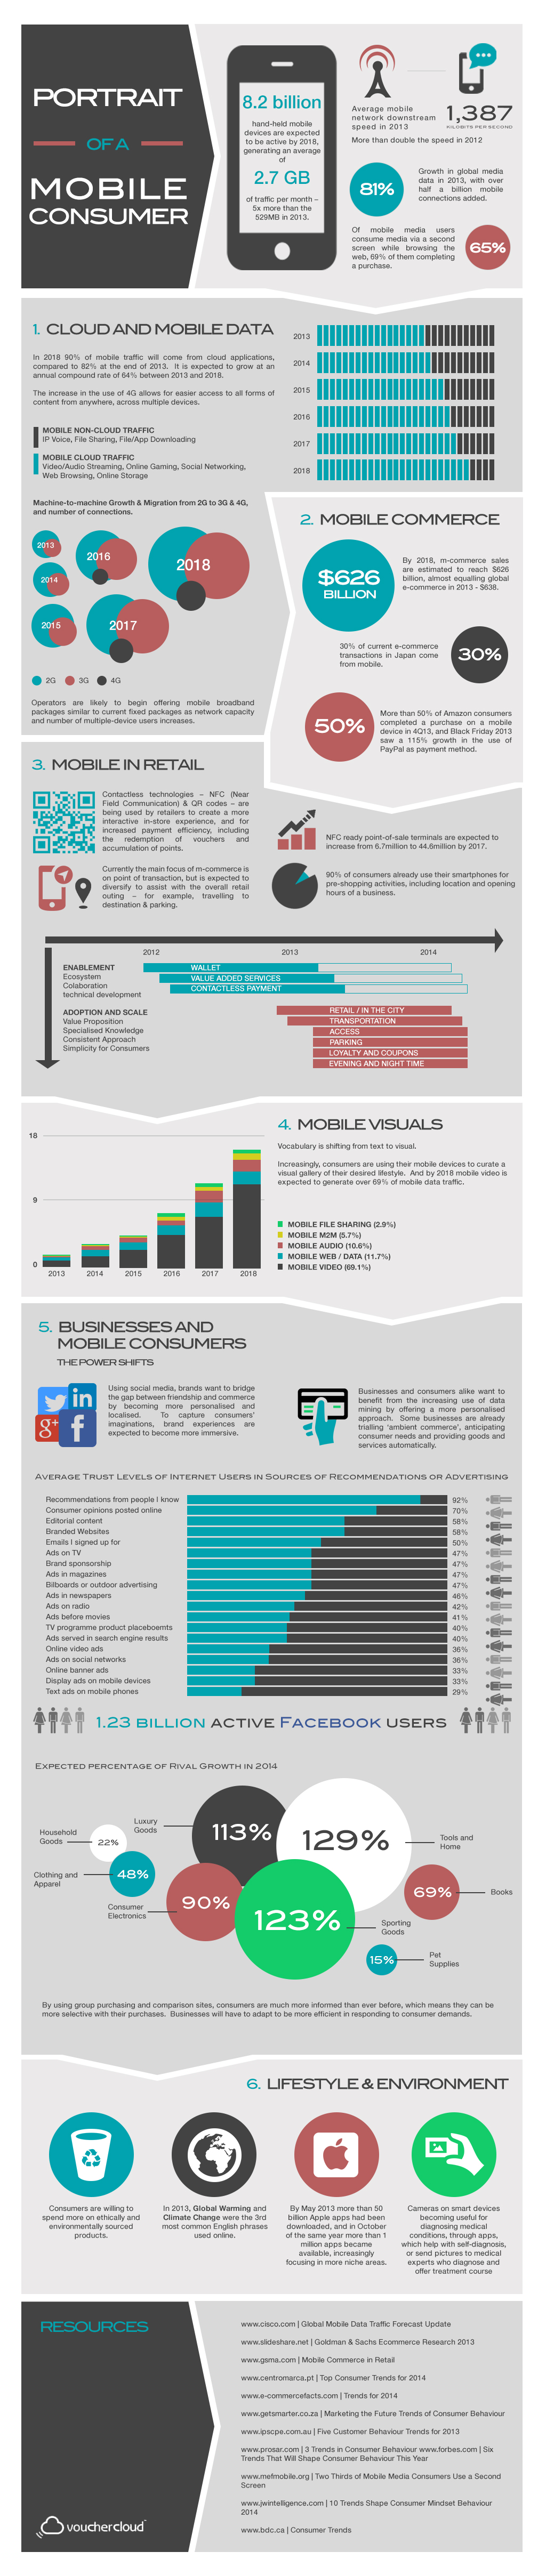 PORTRAIT
OF A
MOBILE
CONSUMER
8.2 billion
hand-held mobile
devices are expected
to be active by 2018,
generating an average
of
2.7 GB
of traffic per month –
5x more than the
529MB in 2013.
Average mobile
network downstream
speed in 2013
1,387
KILOBITS PER SECOND
More than double the speed in 2012
81%
Growth in global media
data in 2013, with over
half a billion mobile
connections added.
Of mobile media users
consume media via a second
screen while browsing the
web, 69% of them completing
a purchase.
65%
1. CLOUD AND MOBILE DATA
In 2018 90% of mobile traffic will come from cloud applications,
compared to 82% at the end of 2013. It is expected to grow at an
annual compound rate of 64% between 2013 and 2018.
The increase in the use of 4G allows for easier access to all forms of
content from anywhere, across multiple devices.
MOBILE NON-CLOUD TRAFFIC
IP Voice, File Sharing, File/App Downloading
MOBILE CLOUD TRAFFIC
Video/Audio Streaming, Online Gaming, Social Networking,
Web Browsing, Online Storage
2013
2014
2015
2016
2017
2018
Machine-to-machine Growth & Migration from 2G to 3G & 4G,
and number of connections.
2013
2014
2015
2016
2017
2018
2G
3G
4G
Operators are likely to begin offering mobile broadband
packages similar to current fixed packages as network capacity
and number of multiple-device users increases.
2. MOBILE COMMERCE
$626
BILLION
By 2018, m-commerce sales
are estimated to reach $626
billion, almost equalling global
e-commerce in 2013 - $638.
30% of current e-commerce
transactions in Japan come
from mobile.
30%
50%
More than 50% of Amazon consumers
completed a purchase on a mobile
device in 4Q13, and Black Friday 2013
saw a 115% growth in the use of
PayPal as payment method.
3. MOBILE IN RETAIL
Contactless technologies – NFC (Near
Field Communication) & QR codes – are
being used by retailers to create a more
interactive in-store experience, and for
increased payment efficiency, including
the redemption of vouchers and
accumulation of points.
Currently the main focus of m-commerce is
on point of transaction, but is expected to
diversify to assist with the overall retail
outing – for example, travelling to
destination & parking.
NFC ready point-of-sale terminals are expected to
increase from 6.7million to 44.6million by 2017.
90% of consumers already use their smartphones for
pre-shopping activities, including location and opening
hours of a business.
2012
2013
2014
ENABLEMENT
Ecosystem
Colaboration
technical development
WALLET
VALUE ADDED SERVICES
CONTACTLESS PAYMENT
ADOPTION AND SCALE
Value Proposition
Specialised Knowledge
Consistent Approach
Simplicity for Consumers
RETAIL / IN THE CITY
TRANSPORTATION
ACCESS
PARKING
LOYALTY AND COUPONS
EVENING AND NIGHT TIME
18
9
0
2013
2014
2015
2016
2017
2018
4. MOBILE VISUALS
Vocabulary is shifting from text to visual.
Increasingly, consumers are using their mobile devices to curate a
visual gallery of their desired lifestyle. And by 2018 mobile video is
expected to generate over 69% of mobile data traffic.
MOBILE FILE SHARING (2.9%)
MOBILE M2M (5.7%)
MOBILE AUDIO (10.6%)
MOBILE WEB / DATA (11.7%)
MOBILE VIDEO (69.1%)
5. BUSINESSES AND
MOBILE CONSUMERS
THE POWER SHIFTS
in
g+
f
Using social media, brands want to bridge
the gap between friendship and commerce
by becoming more personalised and
localised. To capture consumers'
imaginations, brand experiences are
expected to become more immersive.
Businesses and consumers alike want to
benefit from the increasing use of data
mining by offering a more personalised
approach. Some businesses are already
trialling 'ambient commerce', anticipating
consumer needs and providing goods and
services automatically.
AVERAGE TRUST LEVELS OF INTERNET USERS IN SOURCES OF RECOMMENDATIONS OR ADVERTISING
Recommendations from people I know 92%
Consumer opinions posted online 70%
Editorial content 58%
Branded Websites 58%
Emails I signed up for 50%
Ads on TV 47%
Brand sponsorship 47%
Ads in magazines 47%
Bilboards or outdoor advertising 47%
Ads in newspapers 46%
Ads on radio 42%
Ads before movies 41%
TV programme product placeboemts 40%
Ads served in search engine results 40%
Online video ads 36%
Ads on social networks 36%
Online banner ads 33%
Display ads on mobile devices 33%
Text ads on mobile phones 29%
1.23 BILLION ACTIVE FACEBOOK USERS
EXPECTED PERCENTAGE OF RIVAL GROWTH IN 2014
Household
Goods
22%
Luxury
Goods
113%
129%
Tools and
Home
Clothing and
Apparel
48%
Consumer
Electronics
90%
123%
Sporting
Goods
69%
Books
15%
Pet
Supplies
By using group purchasing and comparison sites, consumers are much more informed than ever before, which means they can be
more selective with their purchases. Businesses will have to adapt to be more efficient in responding to consumer demands.
6. LIFESTYLE & ENVIRONMENT
Consumers are willing to
spend more on ethically and
environmentally sourced
products.
In 2013, Global Warming and
Climate Change were the 3rd
most common English phrases
used online.
By May 2013 more than 50
billion Apple apps had been
downloaded, and in October
of the same year more than 1
million apps became
available, increasingly
focusing in more niche areas.
Cameras on smart devices
becoming useful for
diagnosing medical
conditions, through apps,
which help with self-diagnosis,
or send pictures to medical
experts who diagnose and
offer treatment course
RESOURCES
www.cisco.com | Global Mobile Data Traffic Forecast Update
www.slideshare.net | Goldman & Sachs Ecommerce Research 2013
www.gsma.com | Mobile Commerce in Retail
www.centromarca.pt | Top Consumer Trends for 2014
www.e-commercefacts.com | Trends for 2014
www.getsmarter.co.za | Marketing the Future Trends of Consumer Behaviour
www.ipscpe.com.au | Five Customer Behaviour Trends for 2013
www.prosar.com | 3 Trends in Consumer Behaviour www.forbes.com | Six
Trends That Will Shape Consumer Behaviour This Year
www.mefmobile.org | Two Thirds of Mobile Media Consumers Use a Second
Screen
www.jwintelligence.com | 10 Trends Shape Consumer Mindset Behaviour
2014
www.bdc.ca | Consumer Trends
vouchercloud